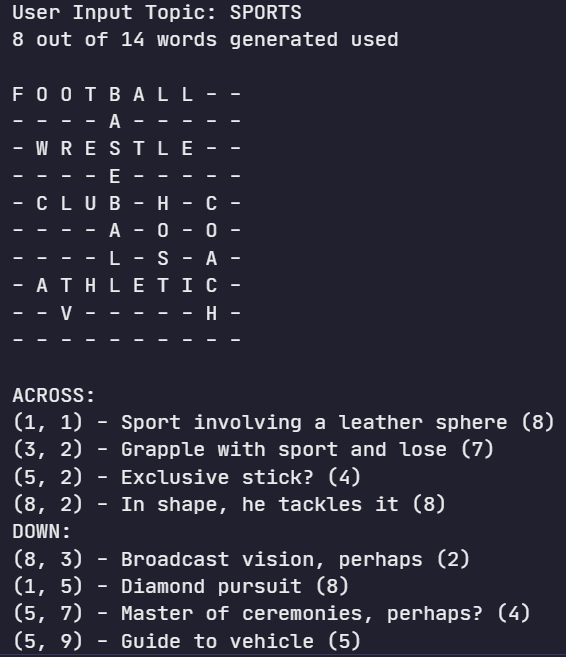 User Input Topic: SPORTS
8 out of 14 words generated used
F O O T B A L L - -
- - - - A - - - - -
- W R E S T L E - -
- - - - E - - - - -
- C L U B - H - C -
- - - - A - O - O -
- - - - L - S - A -
- A T H L E T I C -
- - V - - - - - H -
- - - - - - - - - -
ACROSS:
(1, 1) - Sport involving a leather sphere (8)
(3, 2) - Grapple with sport and lose (7)
(5, 2) - Exclusive stick? (4)
(8, 2) - In shape, he tackles it (8)
DOWN:
(8, 3) - Broadcast vision, perhaps (2)
(1, 5) - Diamond pursuit (8)
(5, 7) - Master of ceremonies, perhaps? (4)
(5, 9) - Guide to vehicle (5)